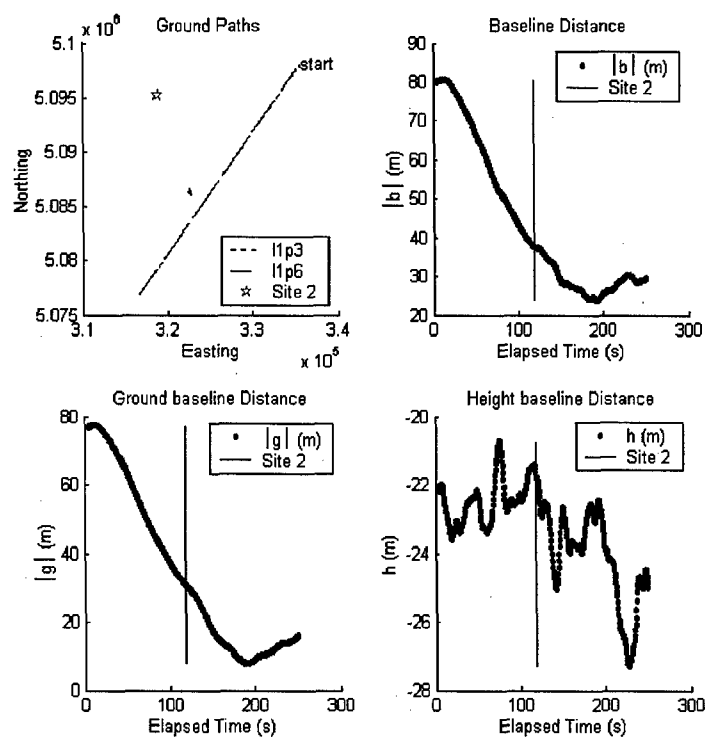 x 10⁶
Ground Paths
5.1
5.095
5.09
5.085
5.08
5.075
Northing
start
l1p3
l1p6
Site 2
3.1
3.2
3.3
3.4
Easting
x 10⁵
Baseline Distance
90
80
70
60
50
40
30
20
|b| (m)
|b| (m)
Site 2
0
100
200
300
Elapsed Time (s)
Ground baseline Distance
80
60
40
20
0
|g| (m)
|g| (m)
Site 2
0
100
200
300
Elapsed Time (s)
Height baseline Distance
-20
-22
-24
-26
-28
h (m)
h (m)
Site 2
0
100
200
300
Elapsed Time (s)